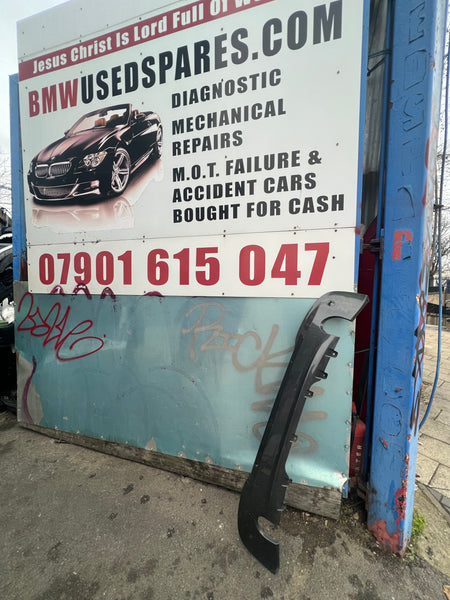 Jesus Christ Is Lord Full Of
BMWUSEDSPARES.COM
DIAGNOSTIC
MECHANICAL
REPAIRS
M.O.T. FAILURE &
ACCIDENT CARS
BOUGHT FOR CASH
07901 615 047